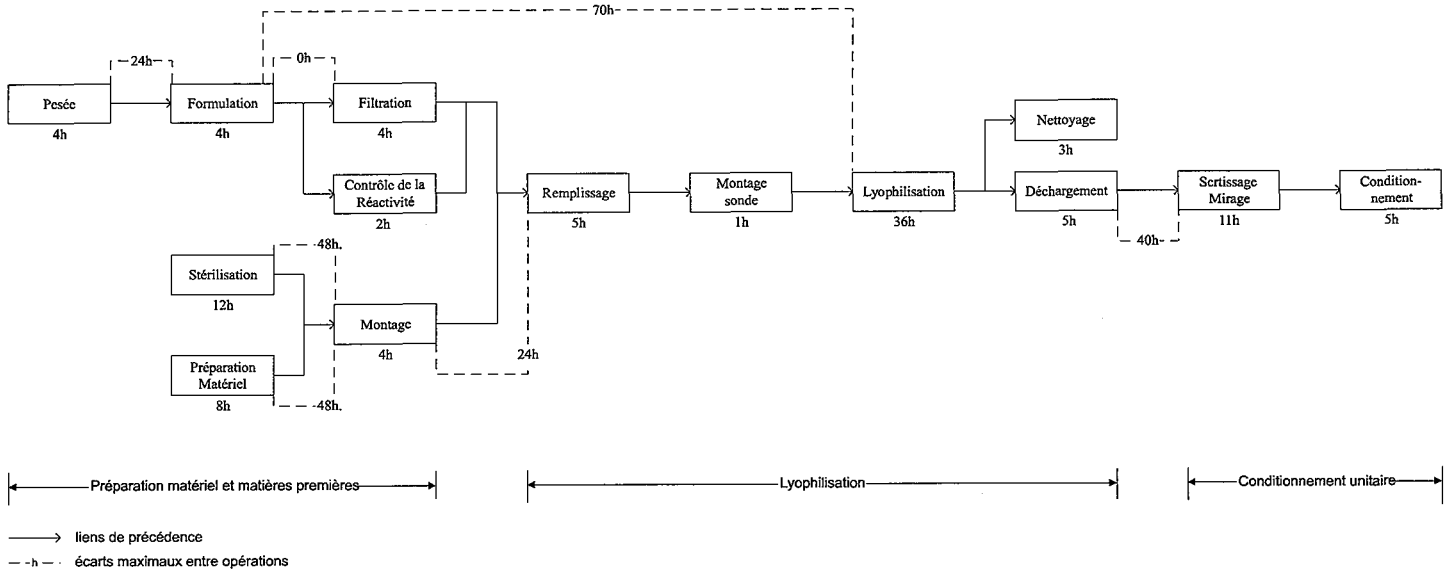 70h
24h
0h
Pesée
4h
Formulation
4h
Filtration
4h
Contrôle de la
Réactivité
2h
Nettoyage
3h
Remplissage
5h
Montage
sonde
1h
Lyophilisation
36h
Déchargement
5h
40h
Sertissage
Mirage
11h
Condition-
nement
5h
48h
Stérilisation
12h
Montage
4h
24h
Préparation
Matériel
8h
48h
Préparation matériel et matières premières
Lyophilisation
Conditionnement unitaire
liens de précédence
-h
écarts maximaux entre opérations